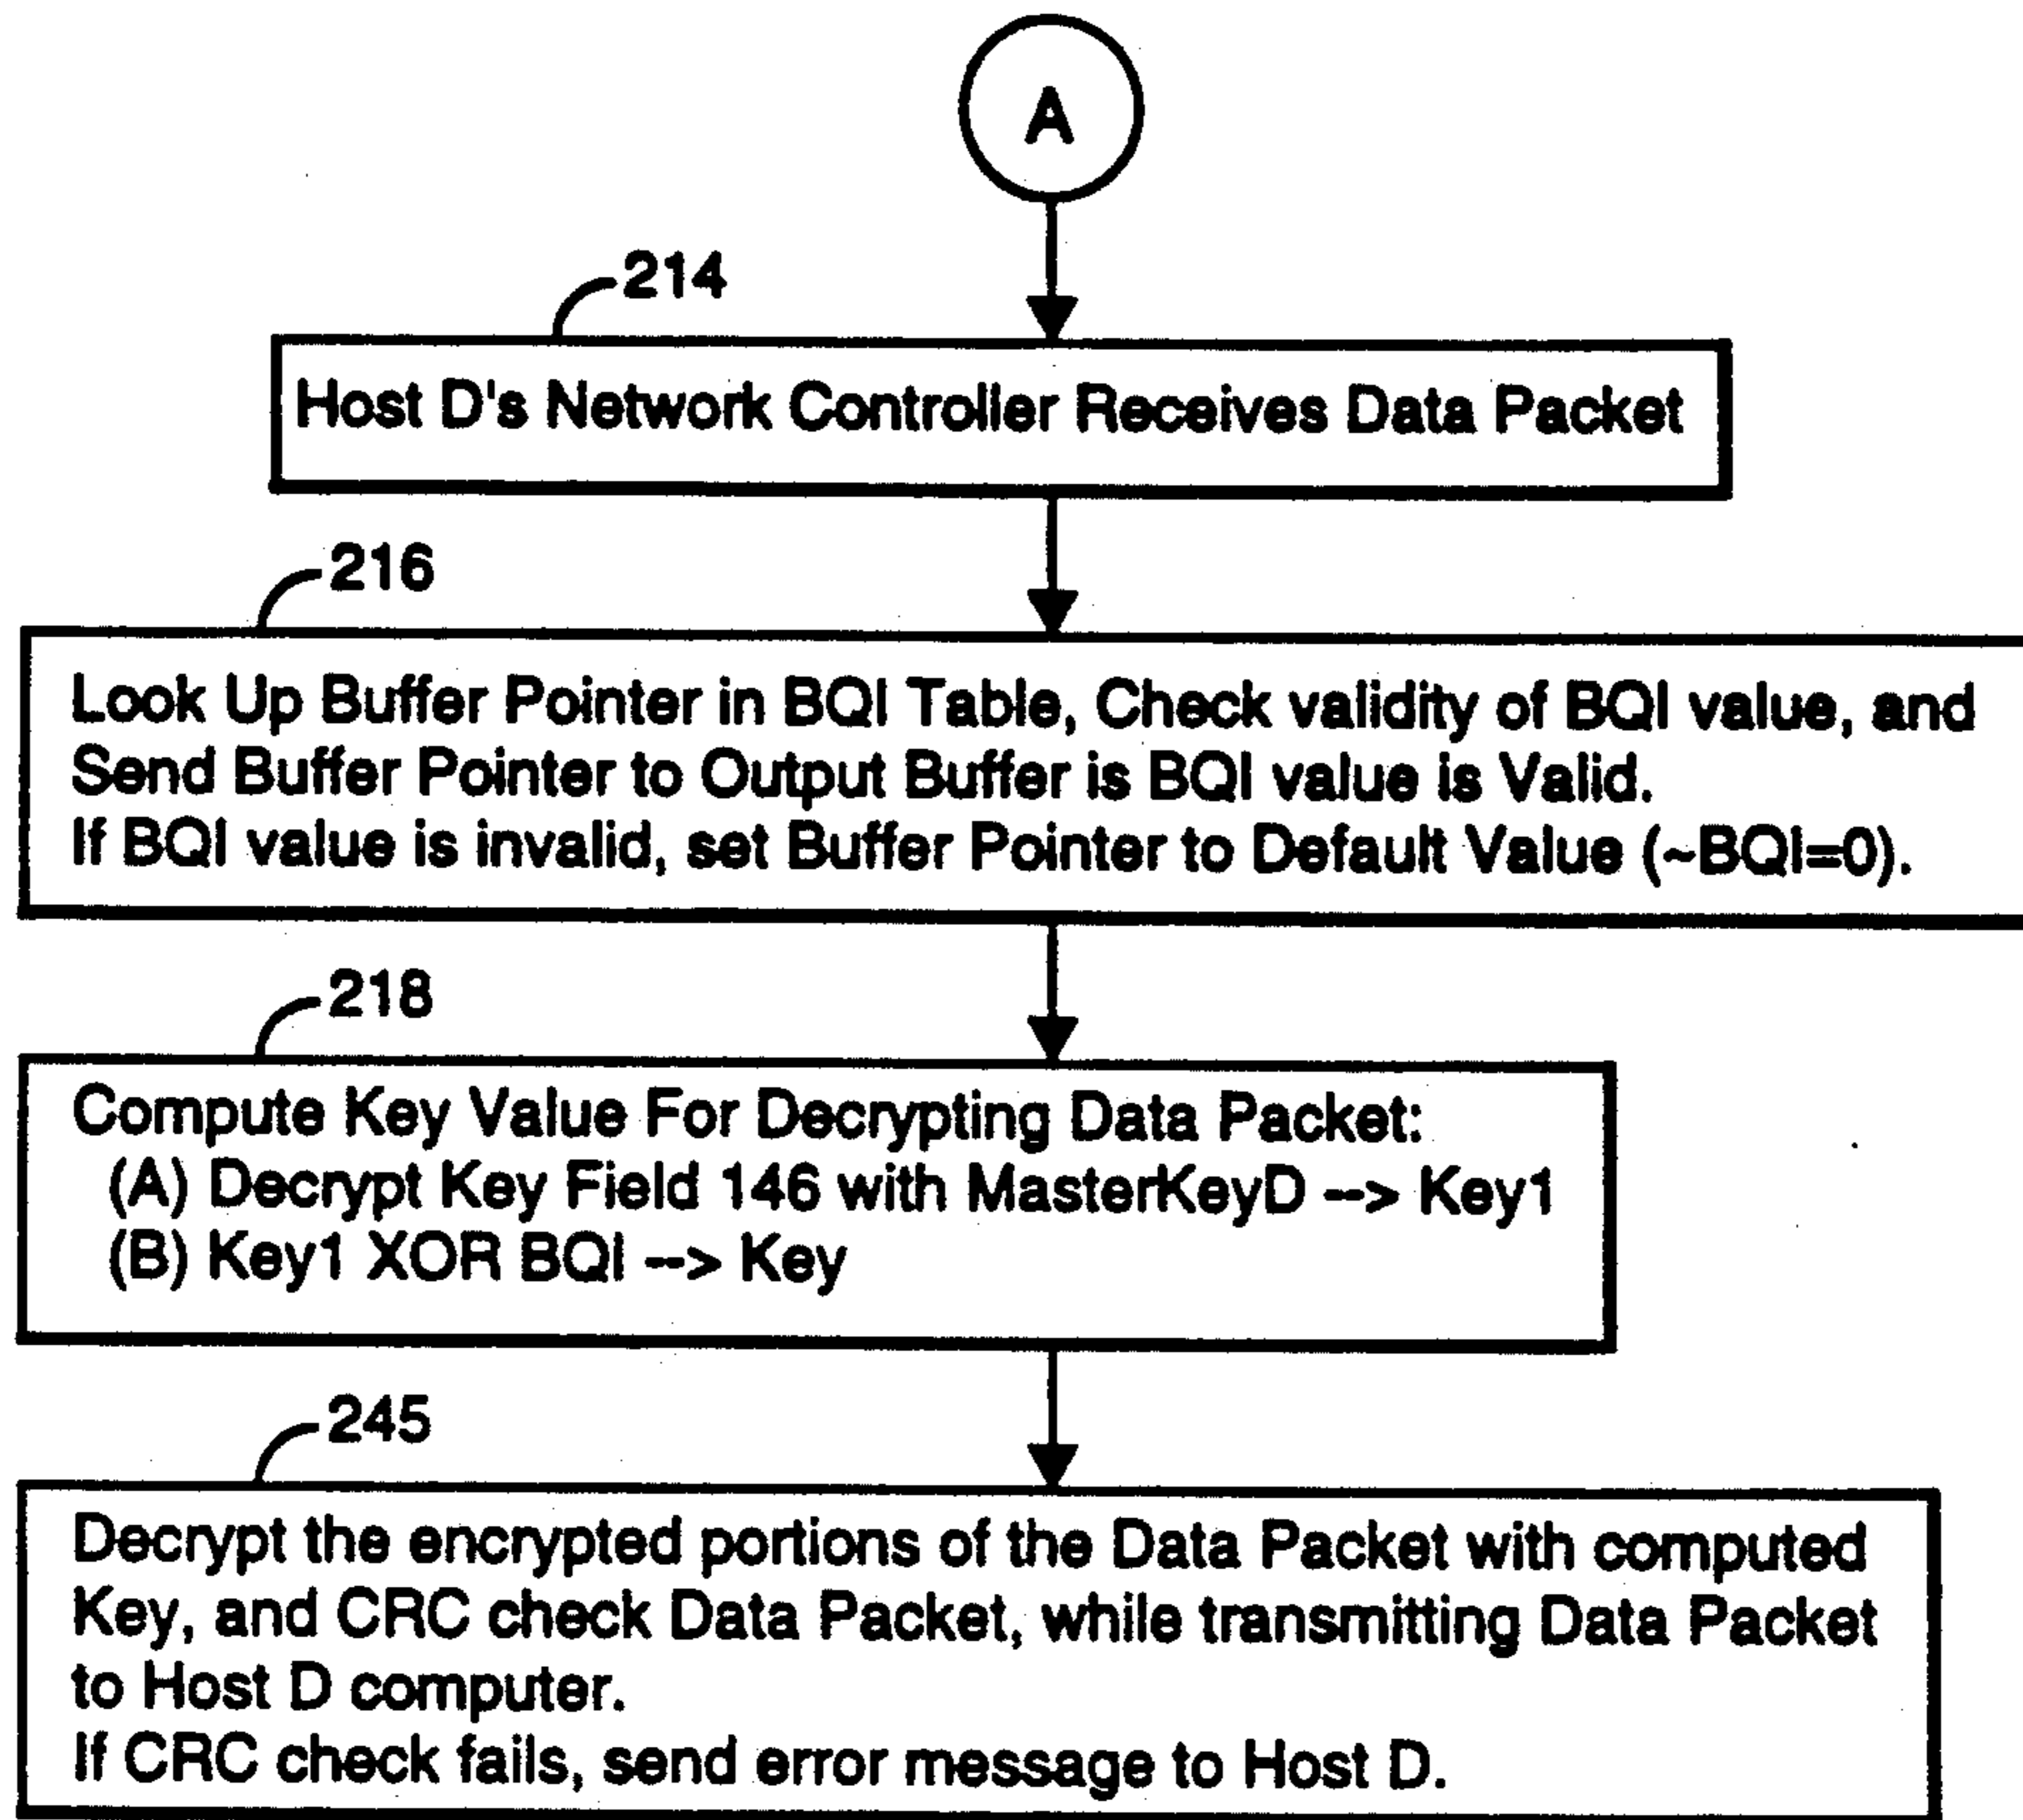 A
214
Host D's Network Controller Receives Data Packet
216
Look Up Buffer Pointer in BQI Table, Check validity of BQI value, and
Send Buffer Pointer to Output Buffer is BQI value is Valid.
If BQI value is invalid, set Buffer Pointer to Default Value (~BQI=0).
218
Compute Key Value For Decrypting Data Packet:
(A) Decrypt Key Field 146 with MasterKeyD --> Key1
(B) Key1 XOR BQI --> Key
245
Decrypt the encrypted portions of the Data Packet with computed
Key, and CRC check Data Packet, while transmitting Data Packet
to Host D computer.
If CRC check fails, send error message to Host D.